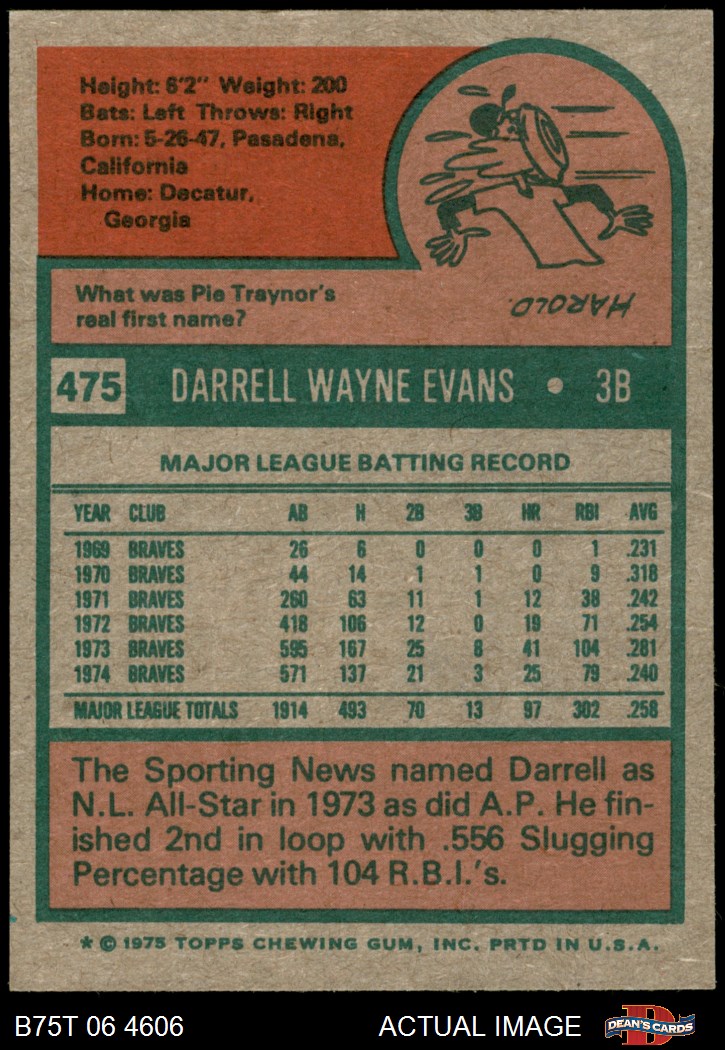 Height: 6'2" Weight: 200
Bats: Left Throws: Right
Born: 5-26-47, Pasadena,
California
Home: Decatur,
Georgia
What was Pie Traynor's
real first name?
HAROLD.
475 DARRELL WAYNE EVANS • 3B
MAJOR LEAGUE BATTING RECORD
YEAR CLUB AB H 2B 3B HR RBI AVG
1969 BRAVES 26 6 0 0 0 1 .231
1970 BRAVES 44 14 1 1 0 9 .318
1971 BRAVES 260 63 11 1 12 38 .242
1972 BRAVES 418 106 12 0 19 71 .254
1973 BRAVES 595 167 25 8 41 104 .281
1974 BRAVES 571 137 21 3 25 79 .240
MAJOR LEAGUE TOTALS 1914 493 70 13 97 302 .258
The Sporting News named Darrell as
N.L. All-Star in 1973 as did A.P. He fin-
ished 2nd in loop with .556 Slugging
Percentage with 104 R.B.I.'s.
* © 1975 TOPPS CHEWING GUM, INC. PRTD IN U.S.A.
B75T 06 4606 ACTUAL IMAGE
D
DEAN'S CARDS